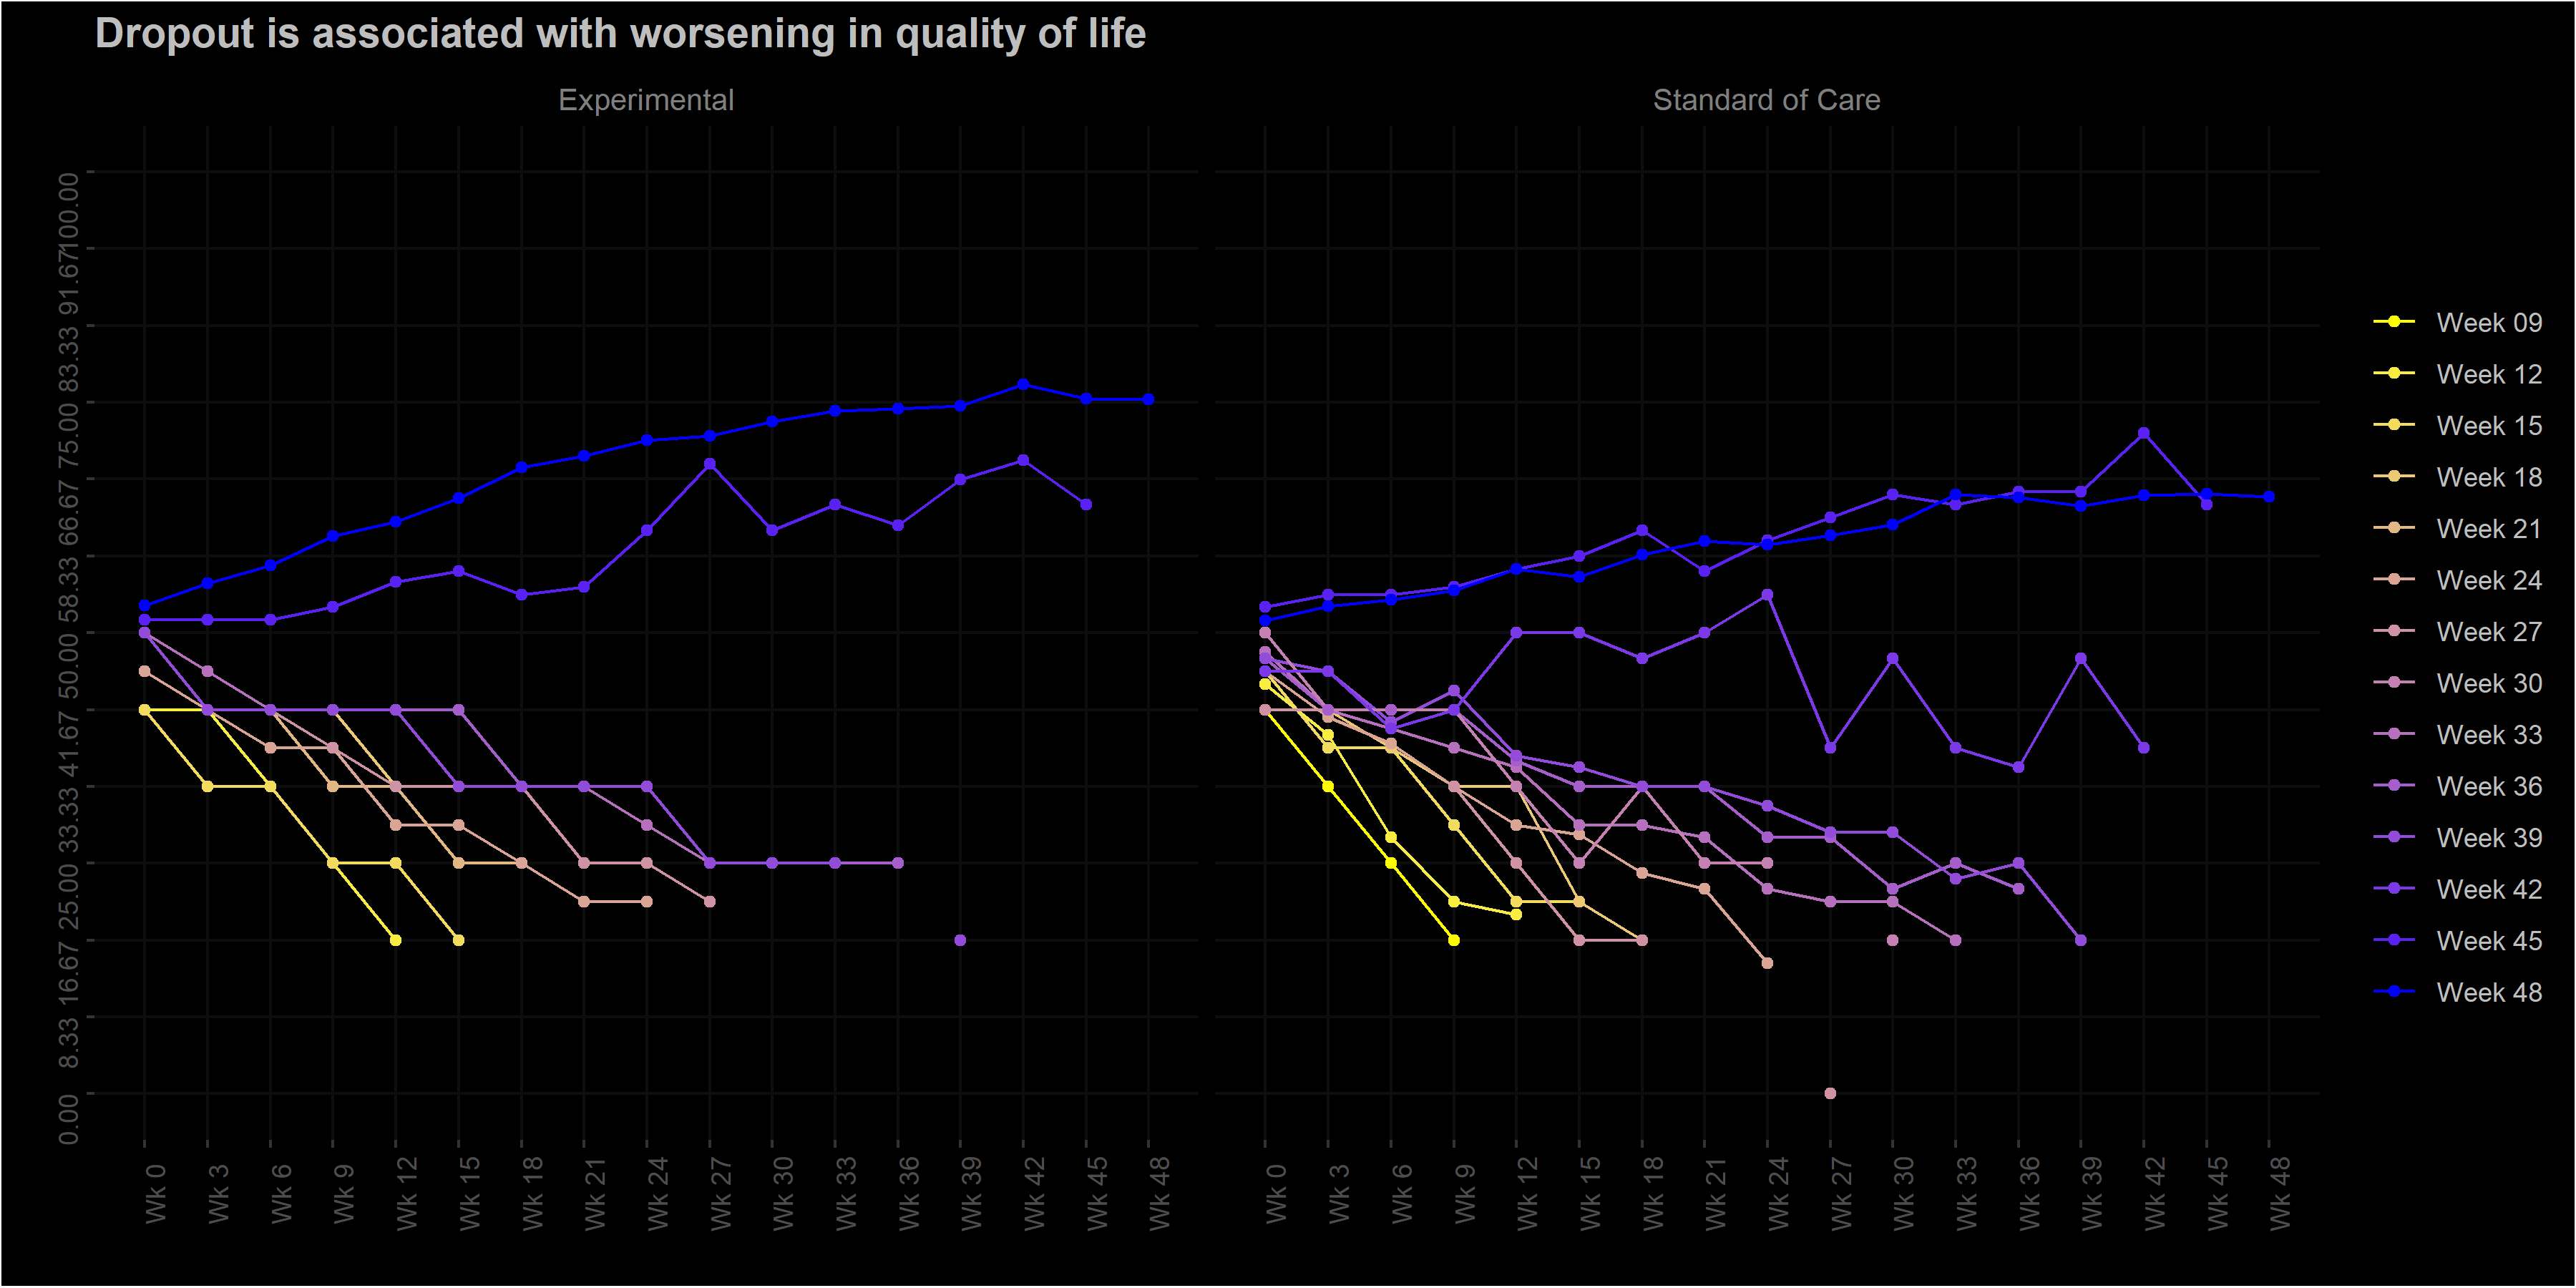 Dropout is associated with worsening in quality of life
Experimental
Standard of Care
100.00
91.67
83.33
75.00
66.67
58.33
50.00
41.67
33.33
25.00
16.67
8.33
0.00
Wk 0 Wk 3 Wk 6 Wk 9 Wk 12 Wk 15 Wk 18 Wk 21 Wk 24 Wk 27 Wk 30 Wk 33 Wk 36 Wk 39 Wk 42 Wk 45 Wk 48
Wk 0 Wk 3 Wk 6 Wk 9 Wk 12 Wk 15 Wk 18 Wk 21 Wk 24 Wk 27 Wk 30 Wk 33 Wk 36 Wk 39 Wk 42 Wk 45 Wk 48
Week 09
Week 12
Week 15
Week 18
Week 21
Week 24
Week 27
Week 30
Week 33
Week 36
Week 39
Week 42
Week 45
Week 48